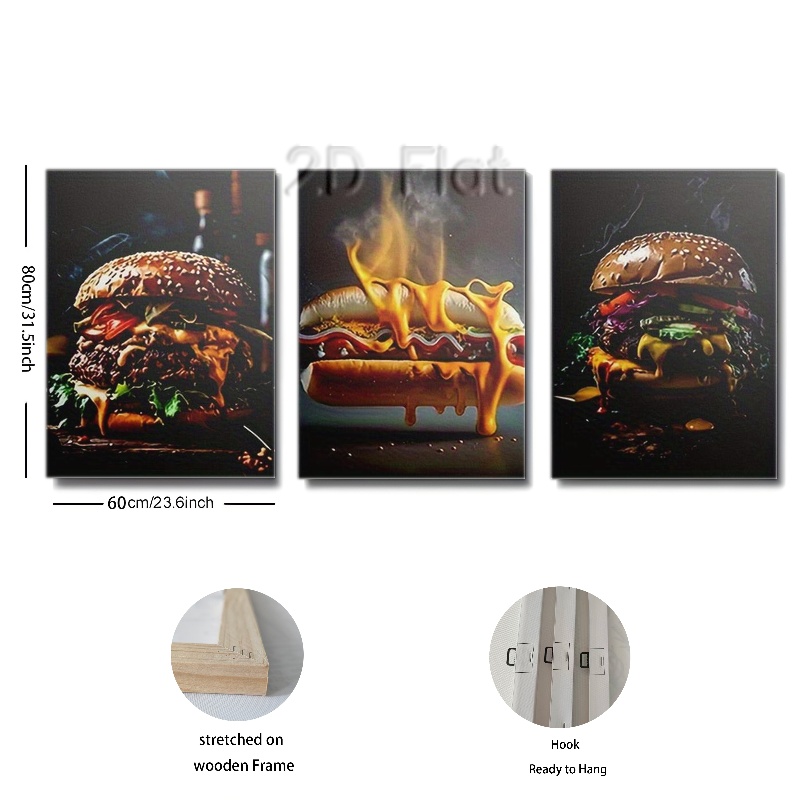 2D Flat
80cm/31.5inch
60cm/23.6inch
stretched on
wooden Frame
Hook
Ready to Hang